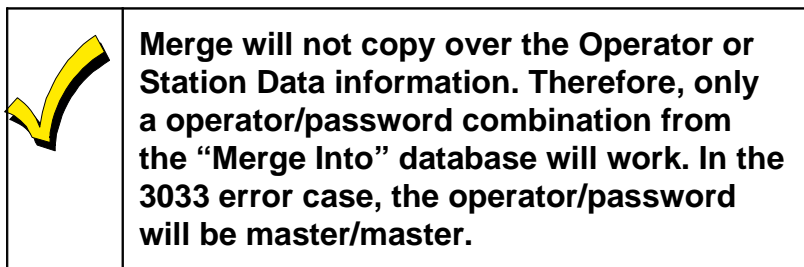 Merge will not copy over the Operator or
Station Data information. Therefore, only
a operator/password combination from
the “Merge Into” database will work. In the
3033 error case, the operator/password
will be master/master.